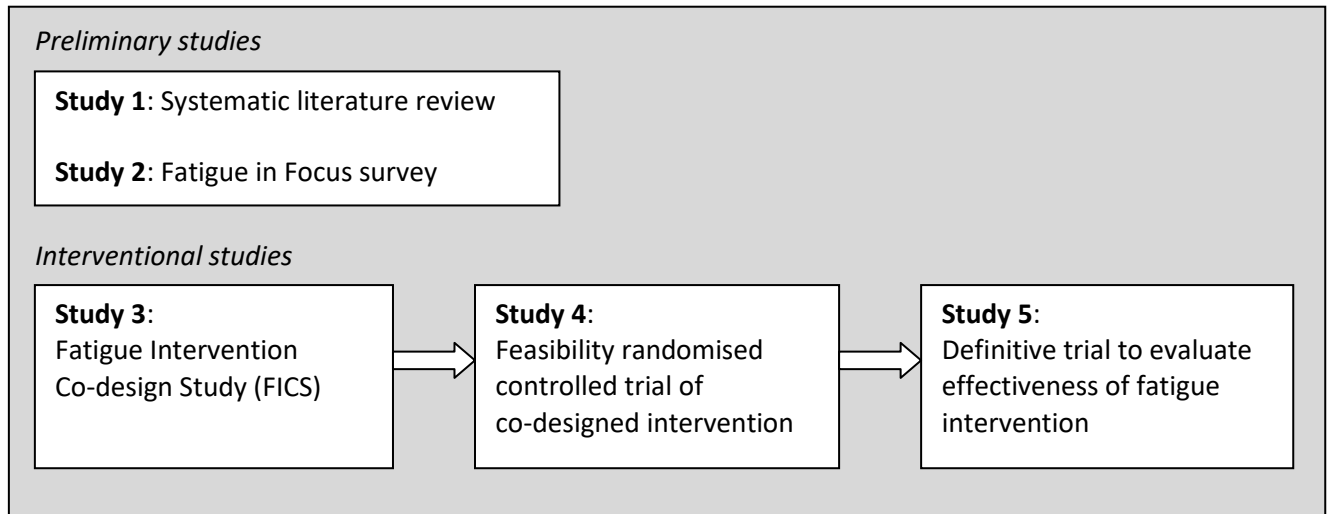 Preliminary studies
Study 1: Systematic literature review
Study 2: Fatigue in Focus survey
Interventional studies
Study 3:
Fatigue Intervention
Co-design Study (FICS)
Study 4:
Feasibility randomised
controlled trial of
co-designed intervention
Study 5:
Definitive trial to evaluate
effectiveness of fatigue
intervention